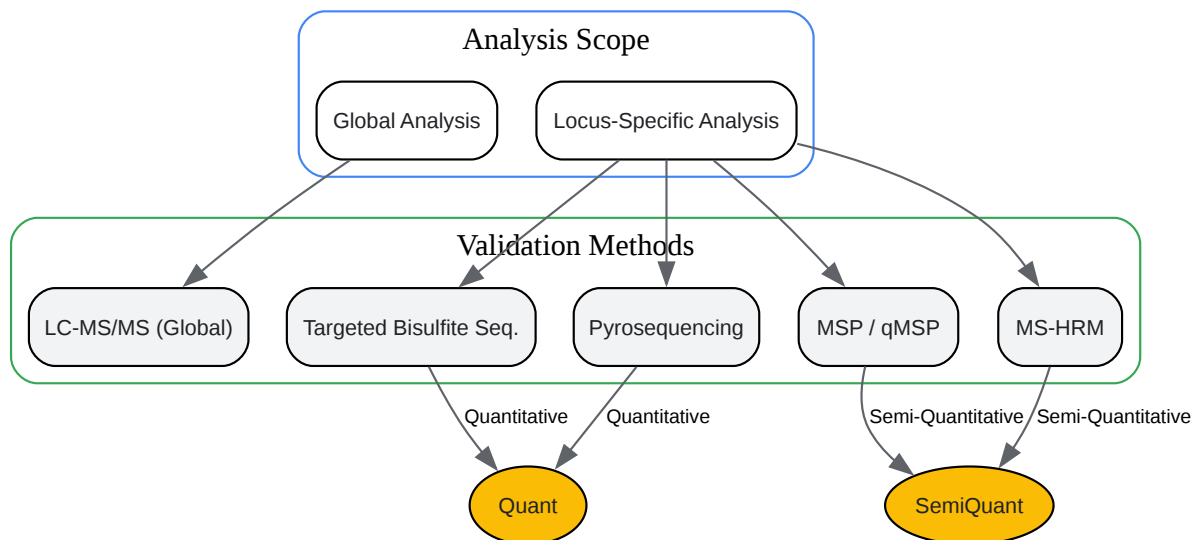 Analysis Scope
Global Analysis
Locus-Specific Analysis
Validation Methods
LC-MS/MS (Global)
Targeted Bisulfite Seq.
Pyrosequencing
MSP / qMSP
MS-HRM
Quantitative
Quantitative
Semi-Quantitative
Semi-Quantitative
Quant
SemiQuant